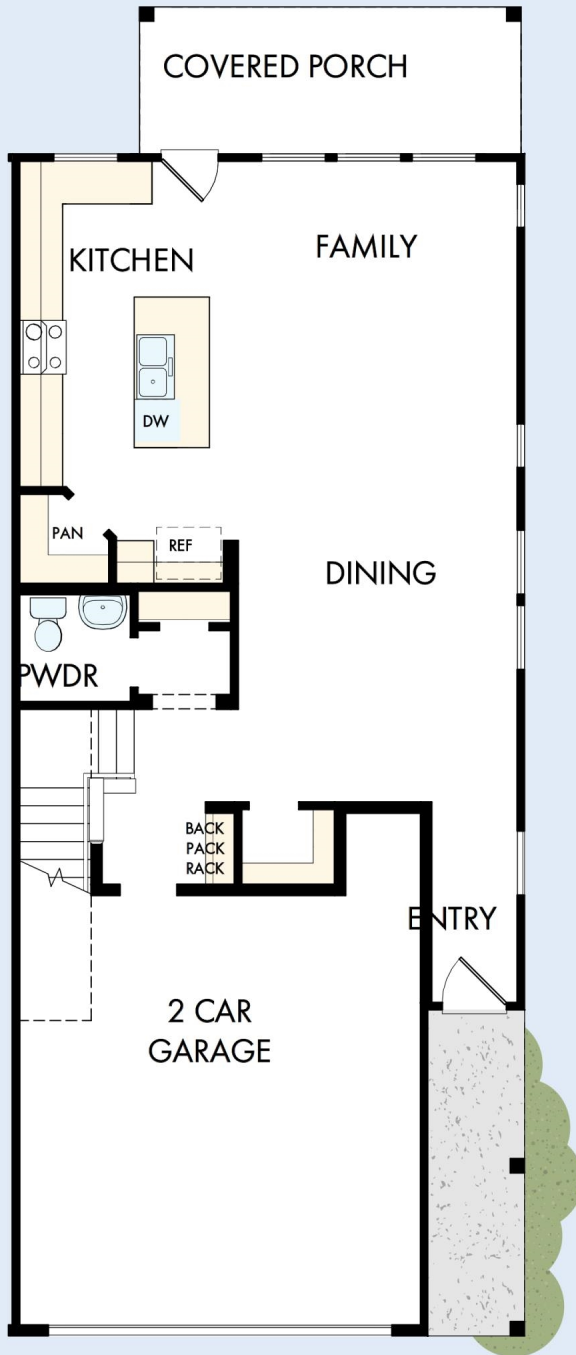 COVERED PORCH
KITCHEN
FAMILY
DW
PAN
REF
DINING
PWDR
BACK
PACK
RACK
ENTRY
2 CAR
GARAGE